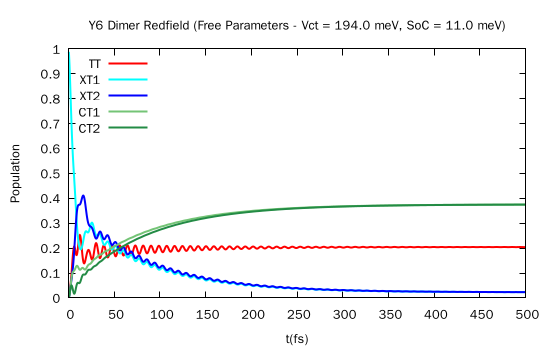 Y6 Dimer Redfield (Free Parameters - Vct = 194.0 meV, SoC = 11.0 meV)
1
0.9
0.8
0.7
0.6
0.5
0.4
0.3
0.2
0.1
0
Population
TT
XT1
XT2
CT1
CT2
0 50 100 150 200 250 300 350 400 450 500
t(fs)